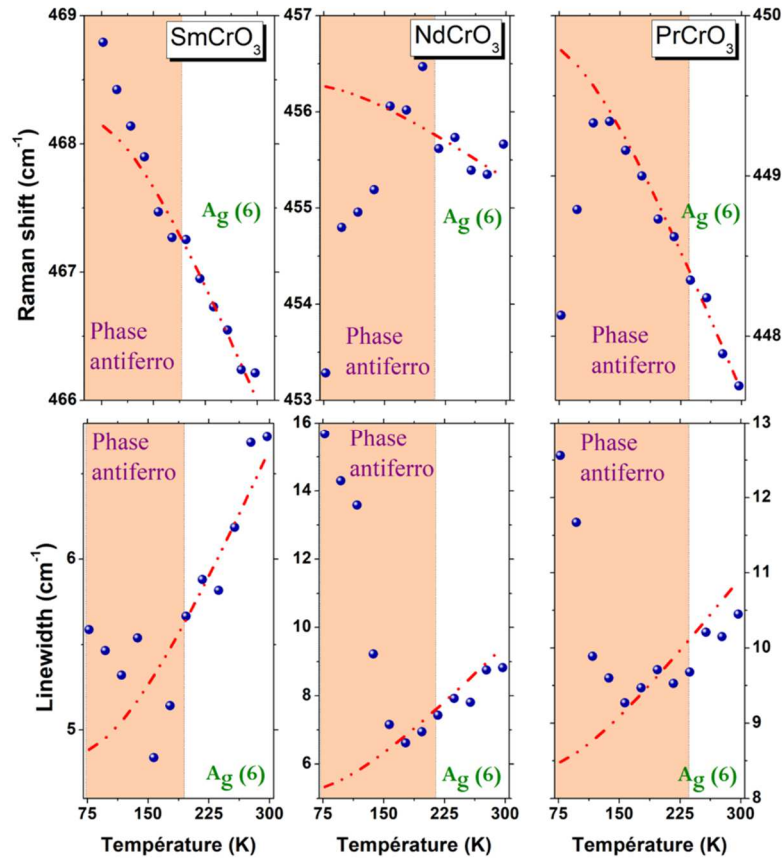 SmCrO3
NdCrO3
PrCrO3
469
468
467
466
Raman shift (cm-1)
457
456
455
454
453
450
449
448
Ag (6)
Ag (6)
Ag (6)
Phase
antiferro
Phase
antiferro
Phase
antiferro
Phase
antiferro
Phase
antiferro
Phase
antiferro
6
5
Linewidth (cm-1)
16
14
12
10
8
6
13
12
11
10
9
8
Ag (6)
Ag (6)
Ag (6)
75 150 225 300
75 150 225 300
75 150 225 300
Température (K)
Température (K)
Température (K)